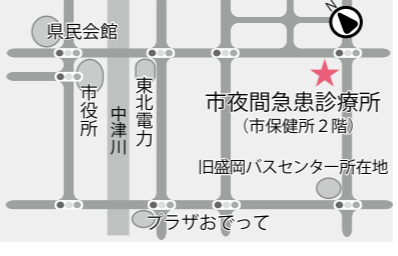 N
県民会館
市役所
中津川
東北電力
市夜間急患診療所
（市保健所２階）
旧盛岡バスセンター所在地
プラザおでって